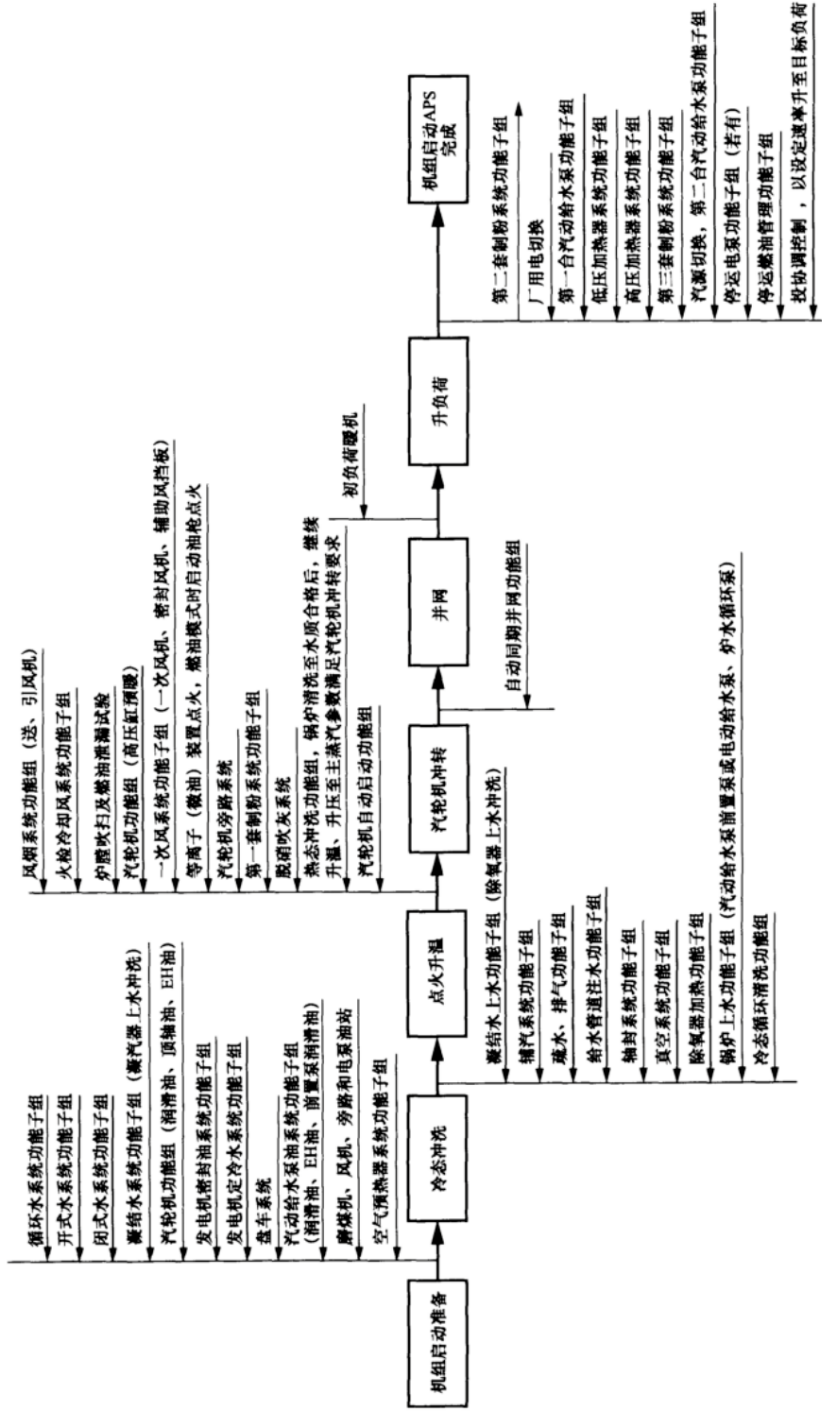 机组启动准备
循环水系统功能子组
开式水系统功能子组
闭式水系统功能子组
凝结水系统功能子组（凝汽器上水冲洗）
汽轮机功能组（润滑油、顶轴油、EH油）
发电机密封油系统功能子组
发电机定冷水系统功能子组
盘车系统
汽动给水泵油系统功能子组
（润滑油、EH油、前置泵润滑油）
磨煤机、风机、旁路和电泵油站
空气预热器系统功能子组
冷态冲洗
凝结水上水功能子组（除氧器上水冲洗）
辅汽系统功能子组
疏水、排气功能子组
给水管道注水功能子组
轴封系统功能子组
真空系统功能子组
除氧器加热功能子组
锅炉上水功能子组（汽动给水泵前置泵或电动给水泵、炉水循环泵）
冷态循环清洗功能组
点火升温
风烟系统功能组（送、引风机）
火检冷却风系统功能子组
炉膛吹扫及燃油泄漏试验
汽轮机功能组（高压缸预暖）
一次风系统功能子组（一次风机、密封风机、辅助风挡板）
等离子（微油）装置点火，燃油模式时启动油枪点火
汽轮机旁路系统
第一套制粉系统功能子组
脱硝吹灰系统
热态冲洗功能组，锅炉清洗至水质合格后，继续
升温、升压至主蒸汽参数满足汽轮机冲转要求
汽轮机自动启动功能组
汽轮机冲转
自动同期并网功能组
并网
初负荷暖机
升负荷
第二套制粉系统功能子组
厂用电切换
第一台汽动给水泵功能子组
低压加热器系统功能子组
高压加热器系统功能子组
第三套制粉系统功能子组
汽源切换，第二台汽动给水泵功能子组
停运电泵功能子组（若有）
停运燃油管理功能子组
投协调控制，以设定速率升至目标负荷
机组启动APS
完成